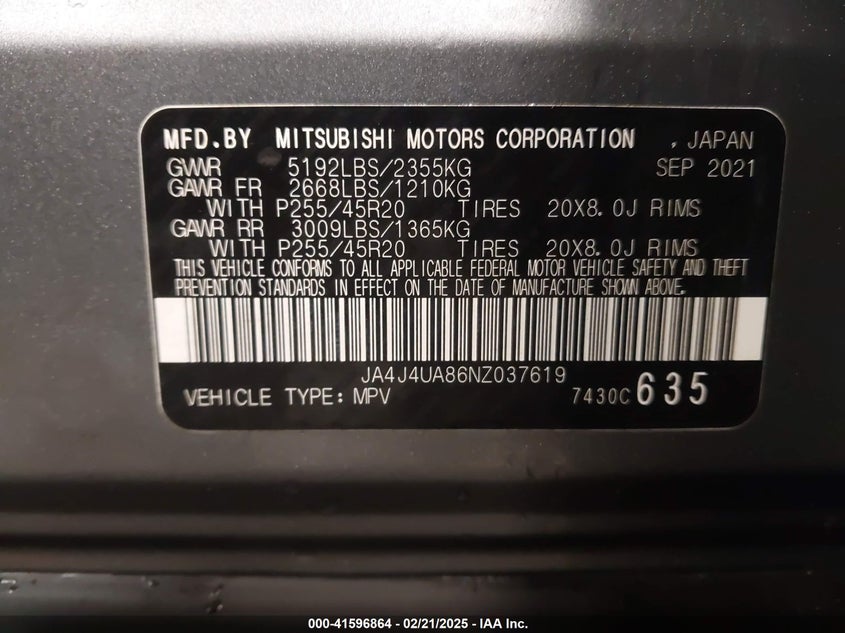 MFD.BY MITSUBISHI MOTORS CORPORATION , JAPAN
GVWR 5192LBS/2355KG SEP 2021
GAWR FR 2668LBS/1210KG
WITH P255/45R20 TIRES 20X8.0J RIMS
GAWR RR 3009LBS/1365KG
WITH P255/45R20 TIRES 20X8.0J RIMS
THIS VEHICLE CONFORMS TO ALL APPLICABLE FEDERAL MOTOR VEHICLE SAFETY AND THEFT
PREVENTION STANDARDS IN EFFECT ON THE DATE OF MANUFACTURE SHOWN ABOVE.
JA4J4UA86NZ037619
VEHICLE TYPE: MPV 7430C 635
000-41596864 - 02/21/2025 - IAA Inc.